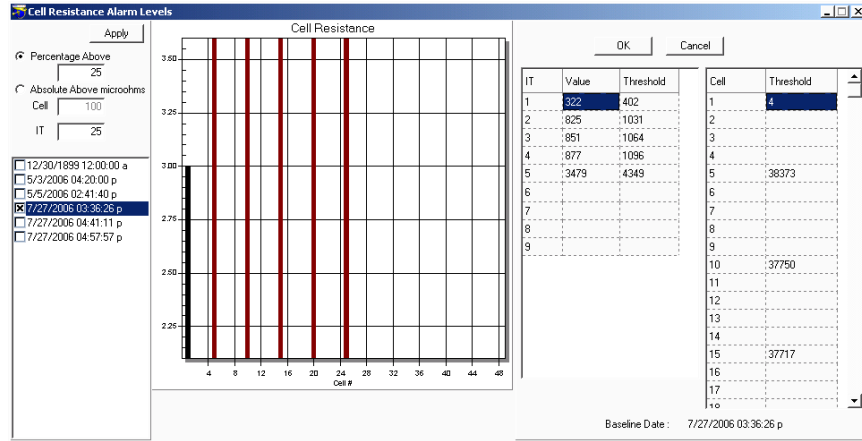 Cell Resistance Alarm Levels
Apply
Percentage Above
25
Absolute Above microohms
Cell 100
IT 25
12/30/1899 12:00:00 a
5/3/2006 04:20:00 p
5/5/2006 02:41:40 p
7/27/2006 03:36:26 p
7/27/2006 04:41:11 p
7/27/2006 04:57:57 p
Cell Resistance
3.50
3.25
3.00
2.75
2.50
2.25
4 8 12 16 20 24 28 32 36 40 44 48
Cell #
OK Cancel
IT Value Threshold
1 322 402
2 825 1031
3 851 1064
4 877 1096
5 3479 4349
6
7
8
9
Cell Threshold
1 4
2
3
4
5 38373
6
7
8
9
10 37750
11
12
13
14
15 37717
16
17
18
Baseline Date : 7/27/2006 03:36:26 p